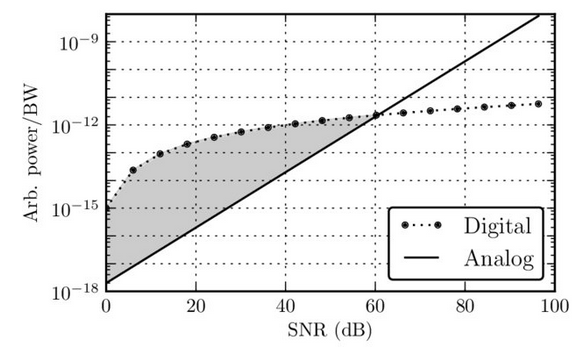 10⁻⁹
10⁻¹²
10⁻¹⁵
10⁻¹⁸
Arb. power/BW
0 20 40 60 80 100
SNR (dB)
Digital
Analog